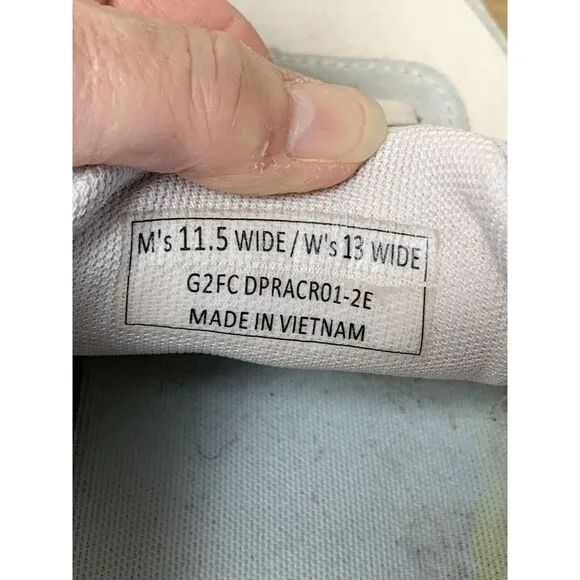 M's 11.5 WIDE / W's 13 WIDE
G2FC DPRACR01-2E
MADE IN VIETNAM